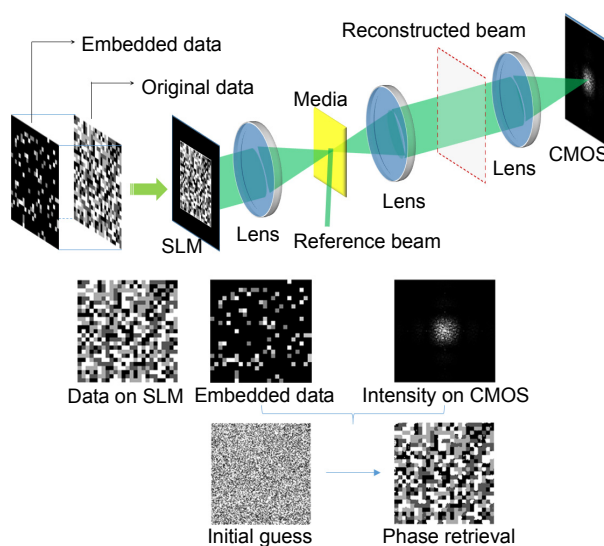 Embedded data
Original data
Reconstructed beam
Media
SLM
Lens
Lens
Lens
CMOS
Reference beam
Data on SLM
Embedded data
Intensity on CMOS
Initial guess
Phase retrieval